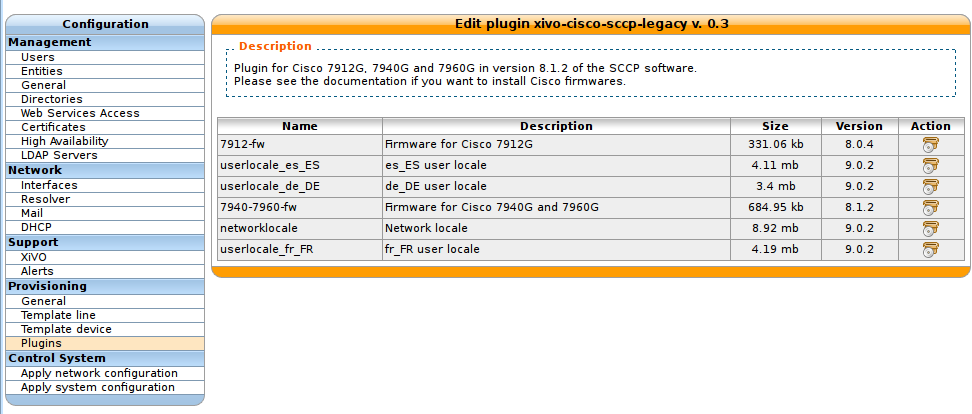 Configuration
Management
Users
Entities
General
Directories
Web Services Access
Certificates
High Availability
LDAP Servers
Network
Interfaces
Resolver
Mail
DHCP
Support
XiVO
Alerts
Provisioning
General
Template line
Template device
Plugins
Control System
Apply network configuration
Apply system configuration
Edit plugin xivo-cisco-sccp-legacy v. 0.3
Description
Plugin for Cisco 7912G, 7940G and 7960G in version 8.1.2 of the SCCP software.
Please see the documentation if you want to install Cisco firmwares.
Name Description Size Version Action
7912-fw Firmware for Cisco 7912G 331.06 kb 8.0.4
userlocale_es_ES es_ES user locale 4.11 mb 9.0.2
userlocale_de_DE de_DE user locale 3.4 mb 9.0.2
7940-7960-fw Firmware for Cisco 7940G and 7960G 684.95 kb 8.1.2
networklocale Network locale 8.92 mb 9.0.2
userlocale_fr_FR fr_FR user locale 4.19 mb 9.0.2